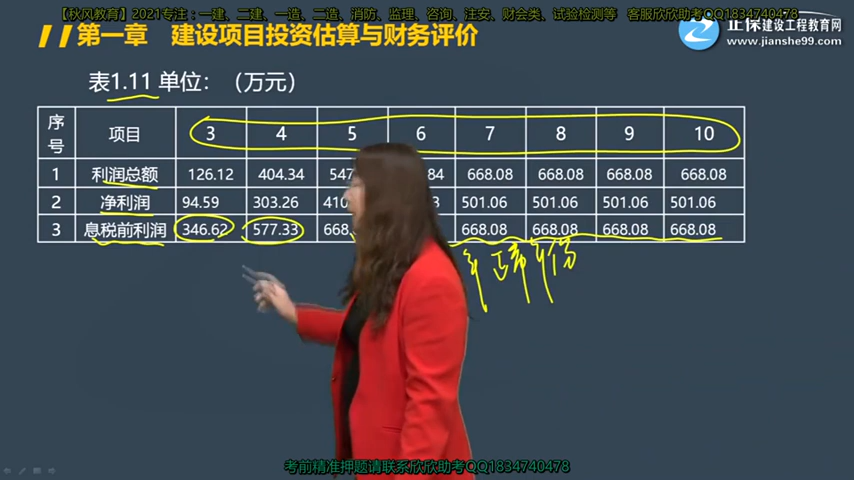 【秋风教育】2021专注：一建、二建、一造、二造、消防、监理、咨询、注安、财会类、试验检测等 客服欣欣助考QQ1834740478
第一章 建设项目投资估算与财务评价
正保建设工程教育网
www.jianshe99.com
表1.11 单位：（万元）
序号 项目 3 4 5 6 7 8 9 10
1 利润总额 126.12 404.34 547 84 668.08 668.08 668.08 668.08
2 净利润 94.59 303.26 410 3 501.06 501.06 501.06 501.06
3 息税前利润 346.62 577.33 668. 668.08 668.08 668.08 668.08
年份
考前精准押题请联系欣欣助考QQ1834740478